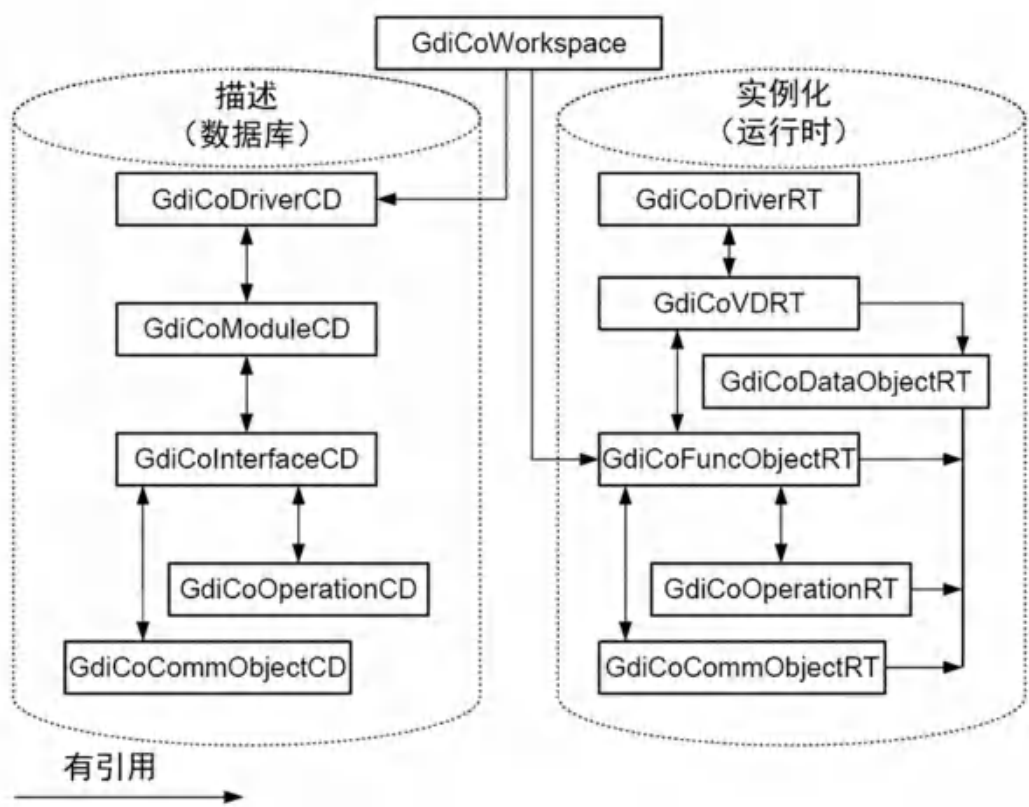 GdiCoWorkspace
描述
（数据库）
GdiCoDriverCD
GdiCoModuleCD
GdiCoInterfaceCD
GdiCoOperationCD
GdiCoCommObjectCD
实例化
（运行时）
GdiCoDriverRT
GdiCoVDRT
GdiCoDataObjectRT
GdiCoFuncObjectRT
GdiCoOperationRT
GdiCoCommObjectRT
有引用